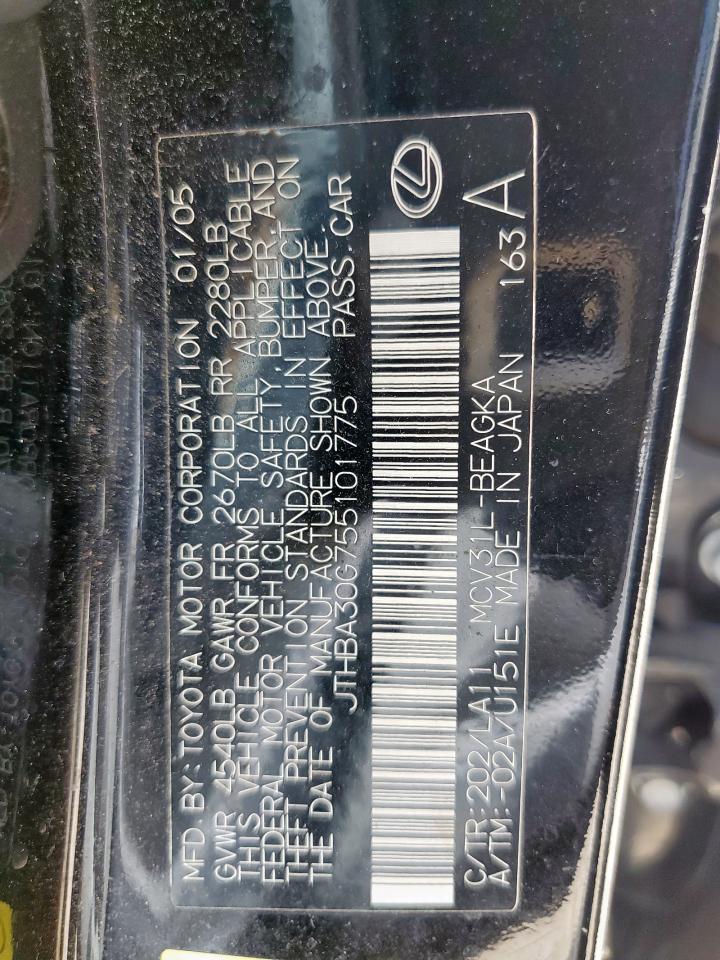 MFD. BY: TOYOTA MOTOR CORPORATION 01/05
GVWR 4540LB GAWR FR 2670LB RR 2280LB
THIS VEHICLE CONFORMS TO ALL APPLICABLE
FEDERAL MOTOR VEHICLE SAFETY, BUMPER, AND
THEFT PREVENTION STANDARDS IN EFFECT ON
THE DATE OF MANUFACTURE SHOWN ABOVE.
JTHBA30G755101775 PASS. CAR
C/TR: 202/LA11 MCV31L-BEAGKA
A/TM: -02A/U151E MADE IN JAPAN 163 A